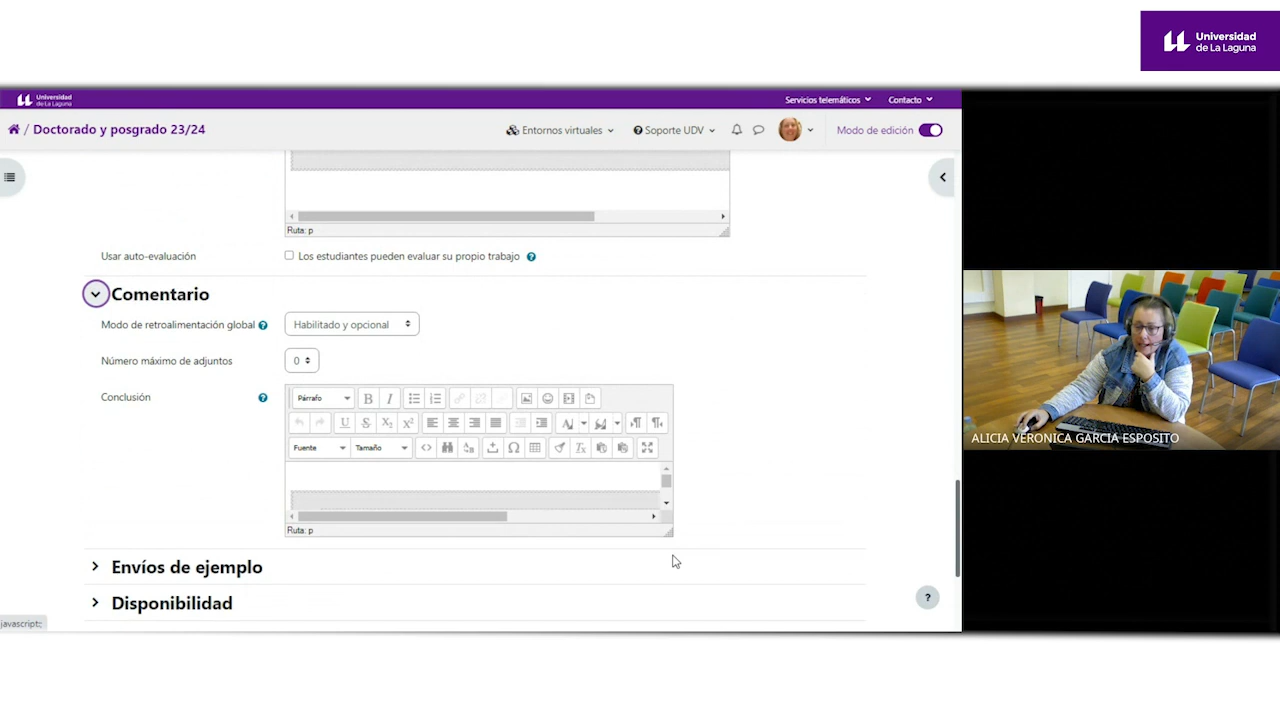 Universidad
de La Laguna
Universidad
de La Laguna
Servicios telemáticos
Contacto
/ Doctorado y posgrado 23/24
Entornos virtuales
Soporte UDV
Modo de edición
Ruta: p
Usar auto-evaluación
Los estudiantes pueden evaluar su propio trabajo
Comentario
Modo de retroalimentación global
Habilitado y opcional
Número máximo de adjuntos
0
Conclusión
Párrafo
B I
U S X₂ X²
Fuente
Tamaño
Ω
Ruta: p
Envíos de ejemplo
Disponibilidad
?
javascript:;
ALICIA VERONICA GARCIA ESPOSITO